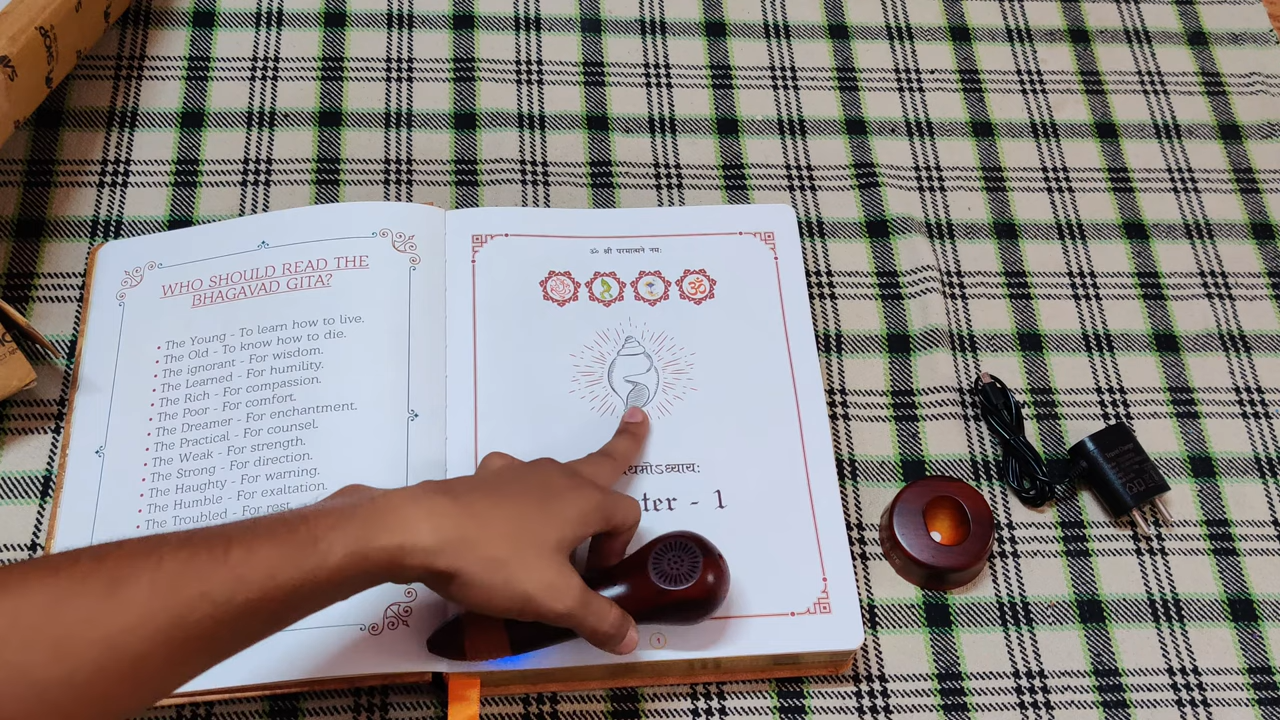 WHO SHOULD READ THE
BHAGAVAD GITA?
• The Young - To learn how to live.
• The Old - To know how to die.
• The ignorant - For wisdom.
• The Learned - For humility.
• The Rich - For compassion.
• The Poor - For comfort.
• The Dreamer - For enchantment.
• The Practical - For counsel.
• The Weak - For strength.
• The Strong - For direction.
• The Haughty - For warning.
• The Humble - For exaltation.
• The Troubled - For rest.
ॐ श्री परमात्मने नमः
ॐ
थमोऽध्यायः
ter - 1
1